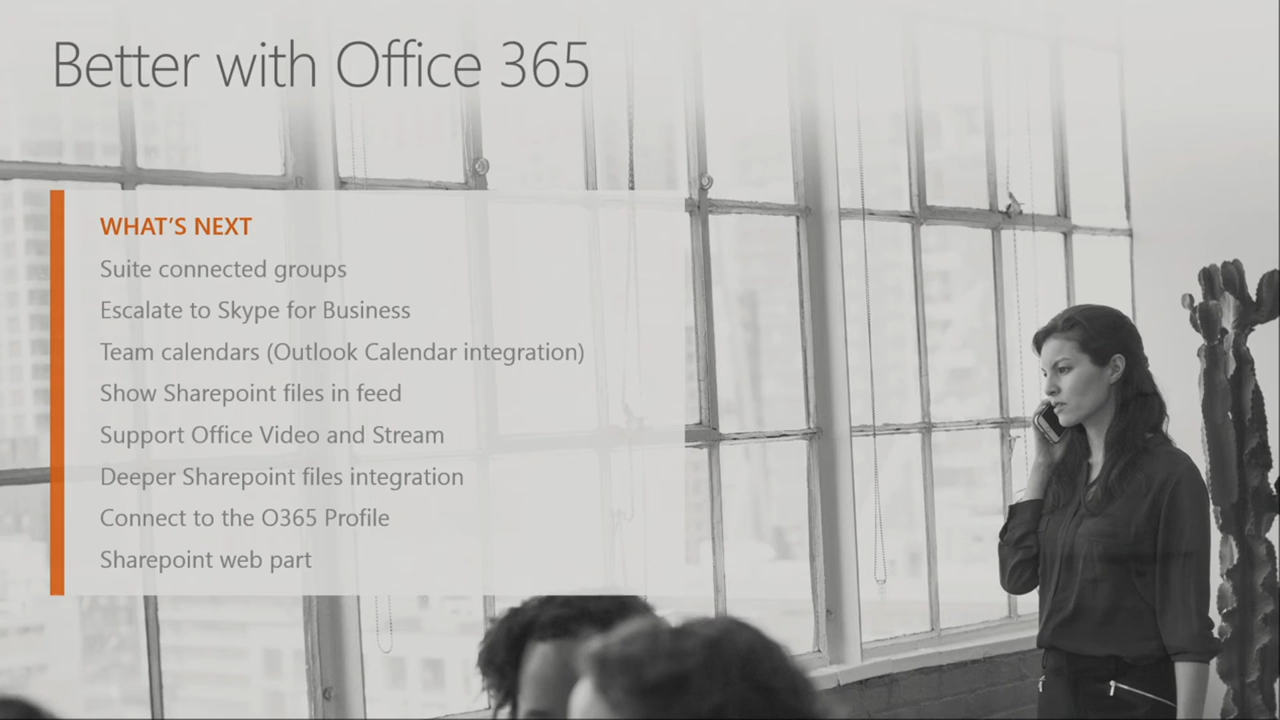 Better with Office 365
WHAT'S NEXT
Suite connected groups
Escalate to Skype for Business
Team calendars (Outlook Calendar integration)
Show Sharepoint files in feed
Support Office Video and Stream
Deeper Sharepoint files integration
Connect to the O365 Profile
Sharepoint web part